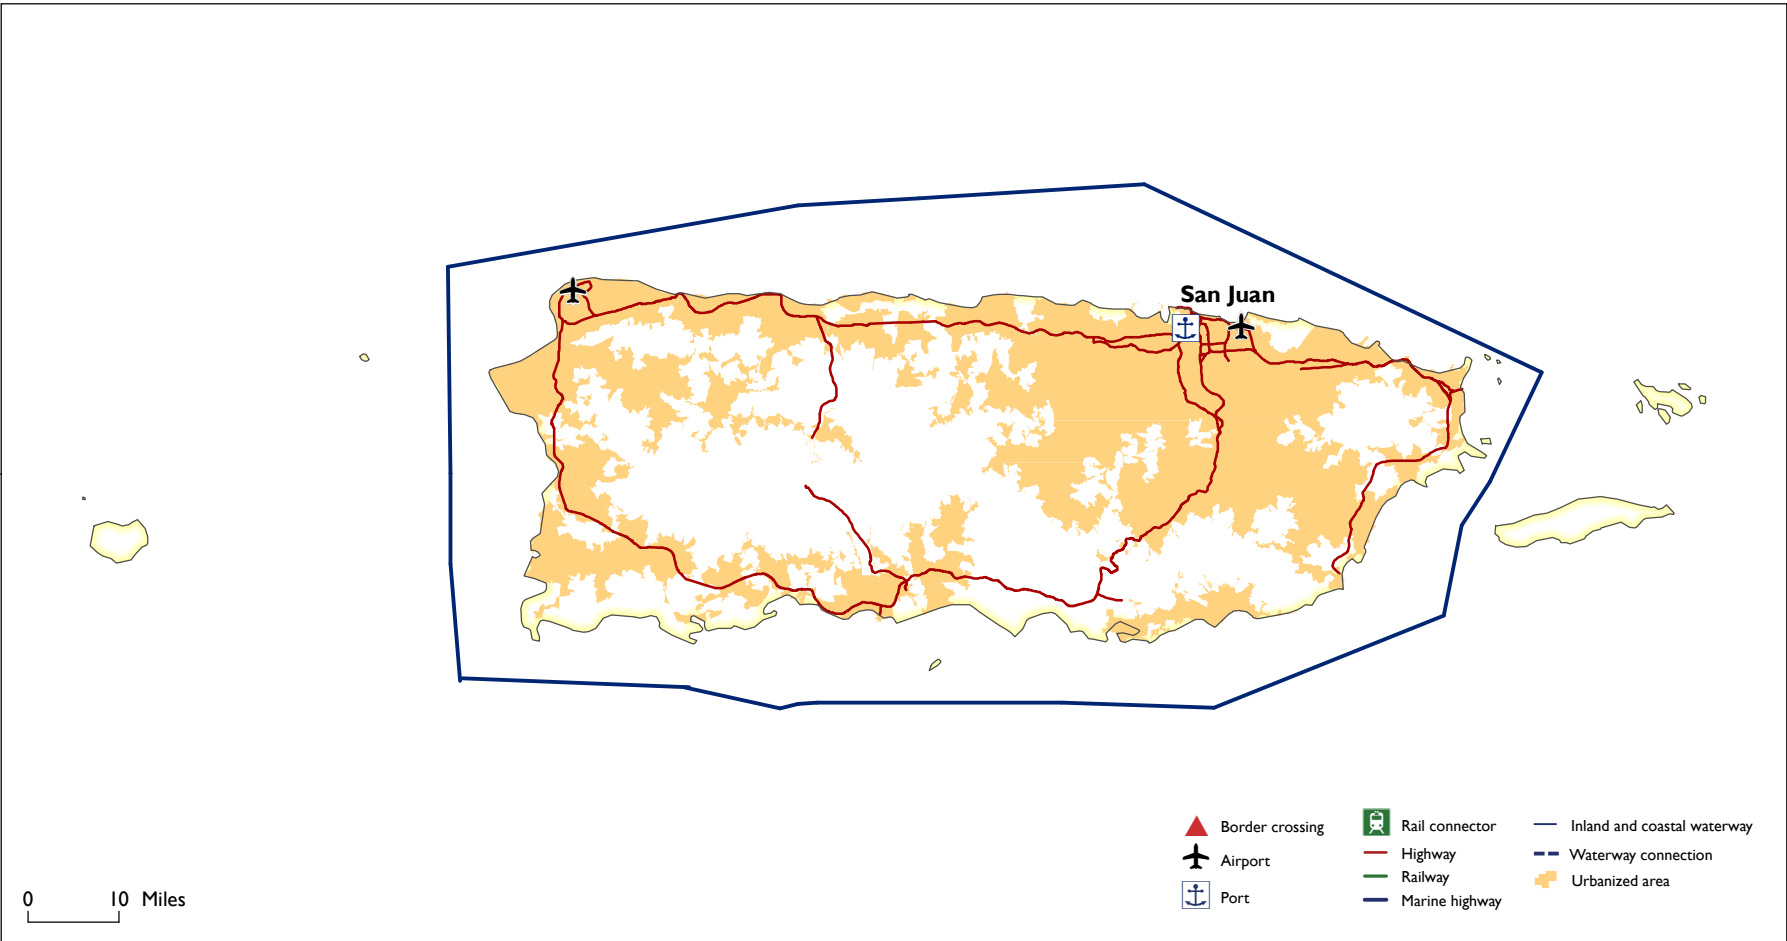 San Juan
Border crossing
Airport
Port
Rail connector
Highway
Railway
Marine highway
Inland and coastal waterway
Waterway connection
Urbanized area
0 10 Miles